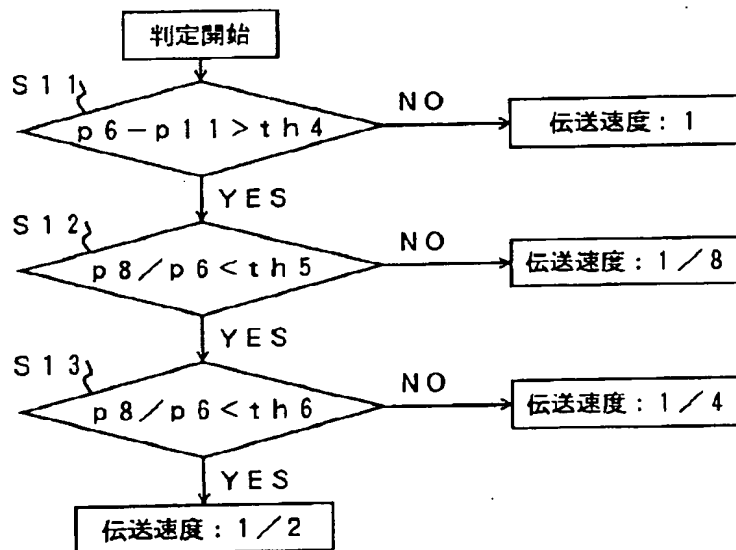 判定開始
S11
p6-p11>th4
NO
伝送速度:1
YES
S12
p8/p6<th5
NO
伝送速度:1/8
YES
S13
p8/p6<th6
NO
伝送速度:1/4
YES
伝送速度:1/2